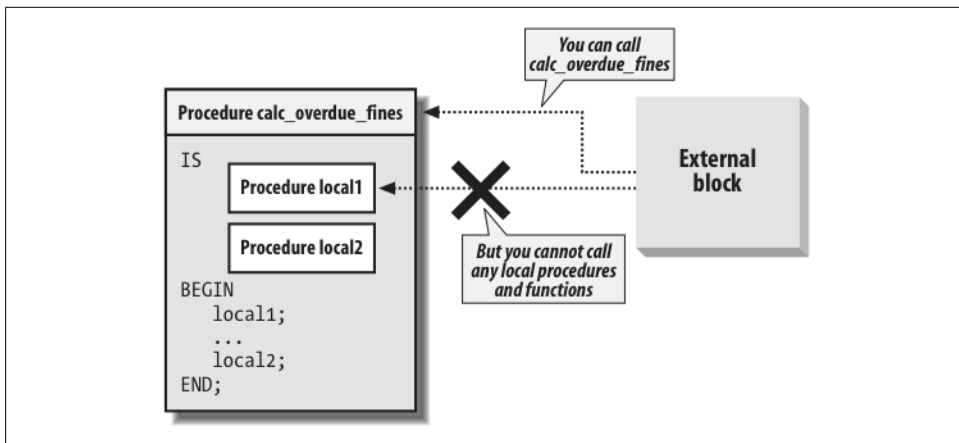 You can call
calc_overdue_fines
Procedure calc_overdue_fines
IS
Procedure local1
Procedure local2
BEGIN
local1;
...
local2;
END;
External
block
But you cannot call
any local procedures
and functions